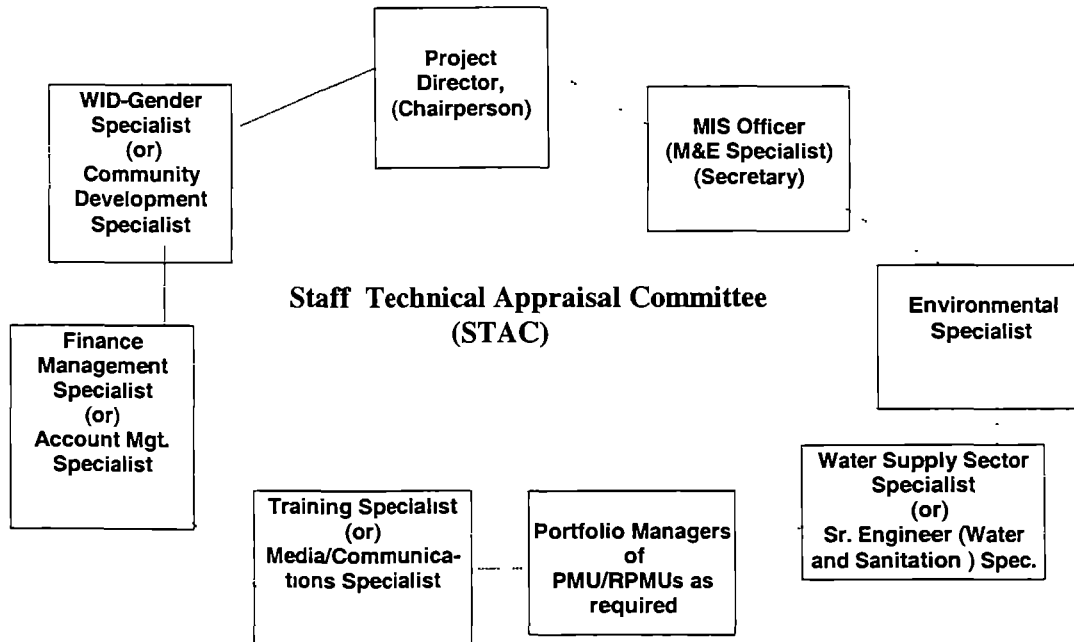 Project
Director,
(Chairperson)
WID-Gender
Specialist
(or)
Community
Development
Specialist
MIS Officer
(M&E Specialist)
(Secretary)
Staff Technical Appraisal Committee
(STAC)
Environmental
Specialist
Finance
Management
Specialist
(or)
Account Mgt.
Specialist
Training Specialist
(or)
Media/Communica-
tions Specialist
Portfolio Managers
of
PMU/RPMUs as
required
Water Supply Sector
Specialist
(or)
Sr. Engineer (Water
and Sanitation ) Spec.